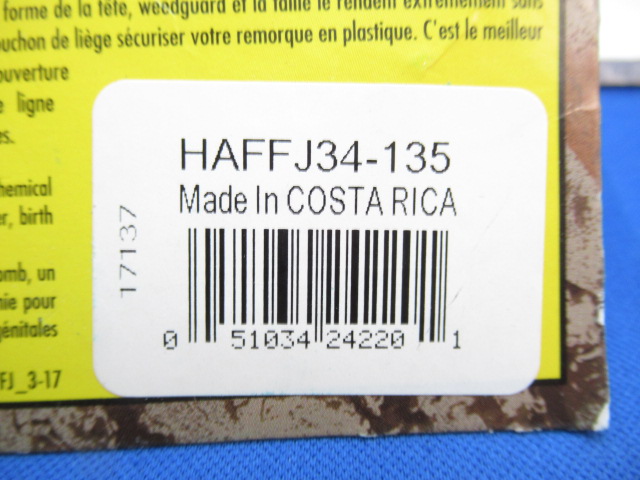 forme de la tête, weedguard et la taille le rendent extrêmement sans
ouchon de liège sécuriser votre remorque en plastique. C'est le meilleur
ouverture
ligne
es.
hemical
er, birth
omb, un
nie pour
génitales
FJ_3-17
HAFFJ34-135
Made In COSTA RICA
17137
0 51034 24220 1